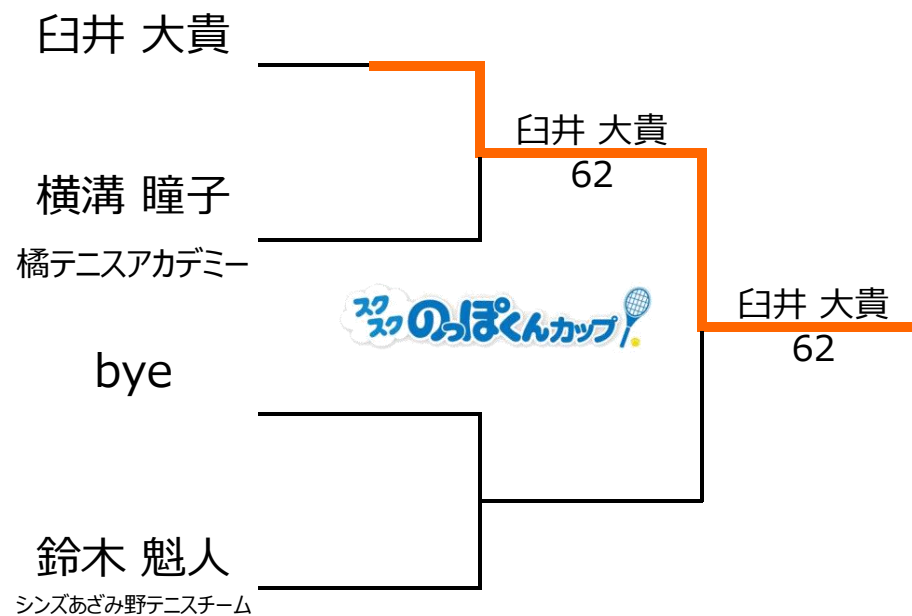 臼井 大貴
臼井 大貴
62
横溝 瞳子
橘テニスアカデミー
スクスク のっぽくんカップ!
臼井 大貴
62
bye
鈴木 魁人
シンズあざみ野テニスチーム